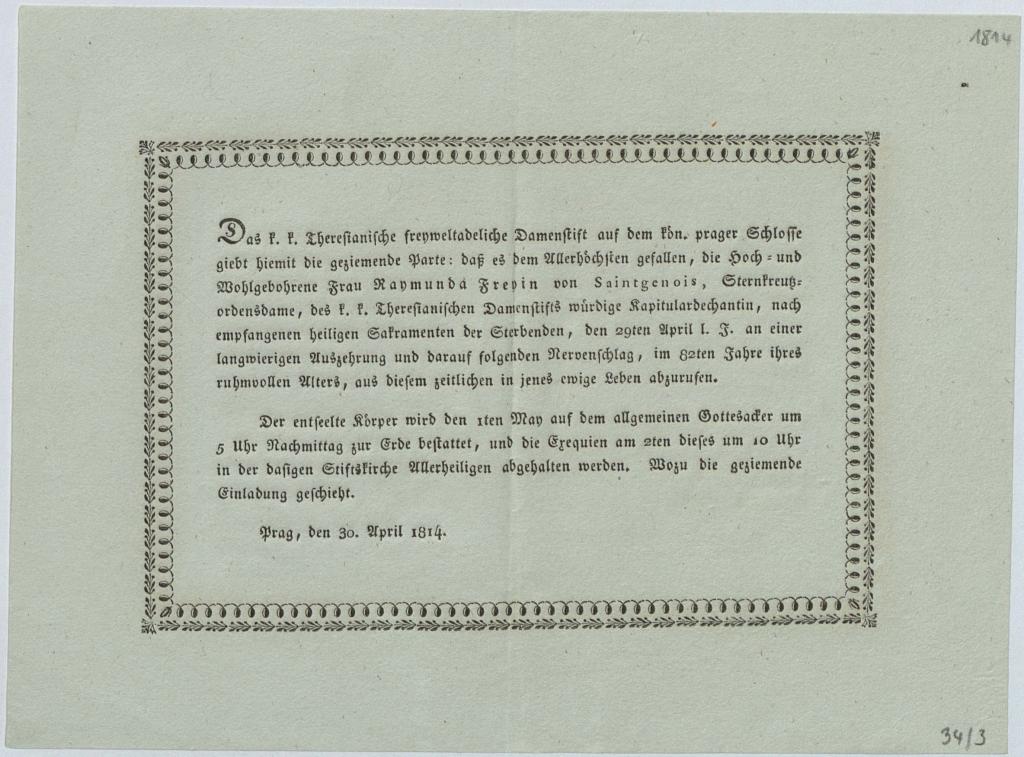 1814
Das k. k. Theresianische freyweltadeliche Damenstift auf dem kön. prager Schlosse
giebt hiemit die geziemende Parte: daß es dem Allerhöchsten gefallen, die Hoch- und
Wohlgebohrene Frau Raymunda Freyin von Saintgenois, Sternkreutz-
ordensdame, des k. k. Theresianischen Damenstifts würdige Kapitulardechantin, nach
empfangenen heiligen Sakramenten der Sterbenden, den 29ten April l. J. an einer
langwierigen Auszehrung und darauf folgenden Nervenschlag, im 82ten Jahre ihres
ruhmvollen Alters, aus diesem zeitlichen in jenes ewige Leben abzurufen.
Der entseelte Körper wird den 1ten May auf dem allgemeinen Gottesacker um
5 Uhr Nachmittag zur Erde bestattet, und die Exequien am 2ten dieses um 10 Uhr
in der dasigen Stiftskirche Allerheiligen abgehalten werden. Wozu die geziemende
Einladung geschieht.
Prag, den 30. April 1814.
34/3